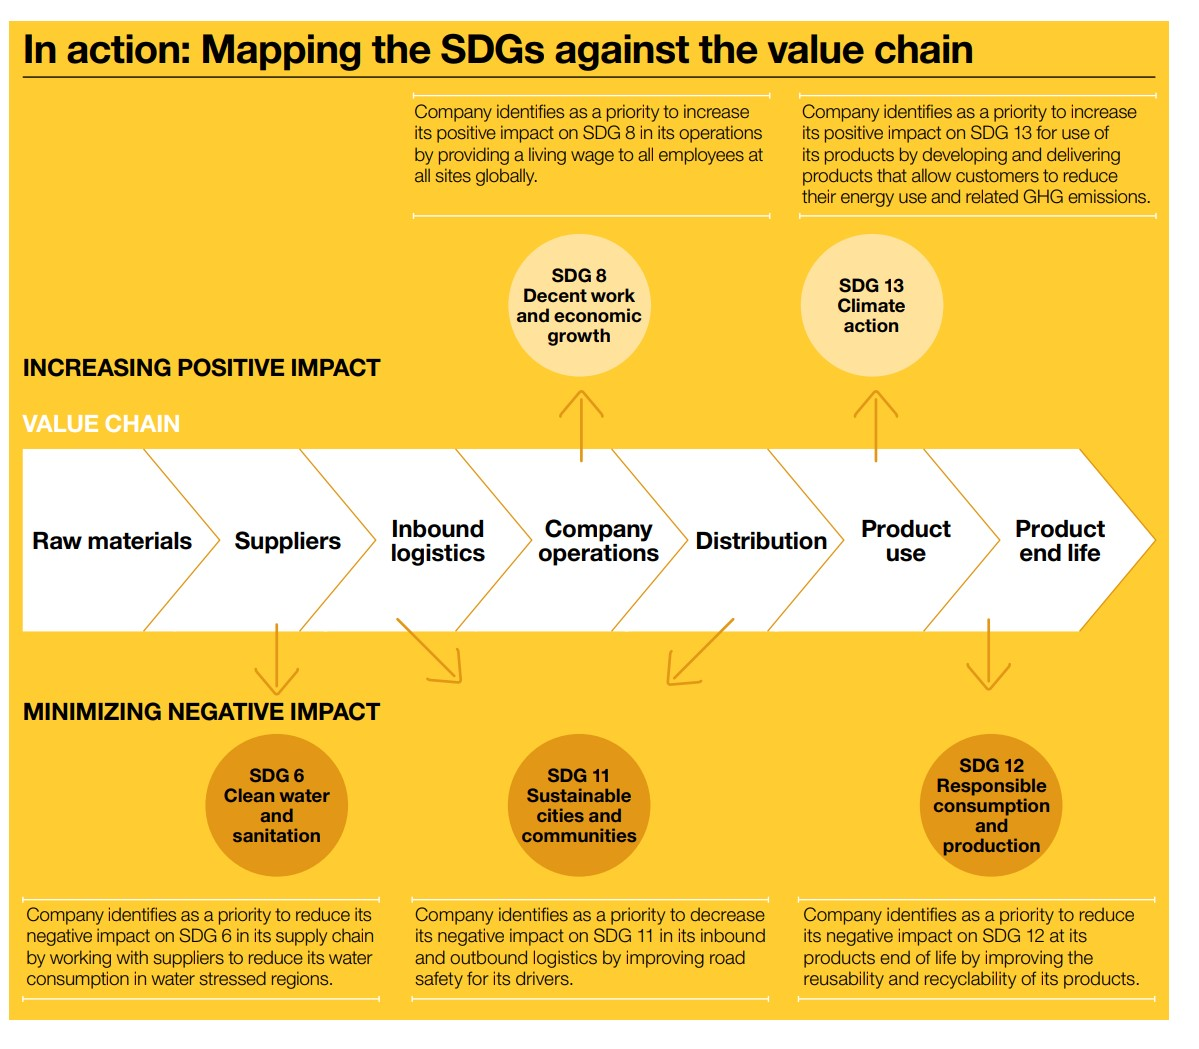 In action: Mapping the SDGs against the value chain
Company identifies as a priority to increase
its positive impact on SDG 8 in its operations
by providing a living wage to all employees at
all sites globally.
Company identifies as a priority to increase
its positive impact on SDG 13 for use of
its products by developing and delivering
products that allow customers to reduce
their energy use and related GHG emissions.
SDG 8
Decent work
and economic
growth
SDG 13
Climate
action
INCREASING POSITIVE IMPACT
VALUE CHAIN
Raw materials
Suppliers
Inbound
logistics
Company
operations
Distribution
Product
use
Product
end life
MINIMIZING NEGATIVE IMPACT
SDG 6
Clean water
and
sanitation
SDG 11
Sustainable
cities and
communities
SDG 12
Responsible
consumption
and
production
Company identifies as a priority to reduce its
negative impact on SDG 6 in its supply chain
by working with suppliers to reduce its water
consumption in water stressed regions.
Company identifies as a priority to decrease
its negative impact on SDG 11 in its inbound
and outbound logistics by improving road
safety for its drivers.
Company identifies as a priority to reduce
its negative impact on SDG 12 at its
products end of life by improving the
reusability and recyclability of its products.